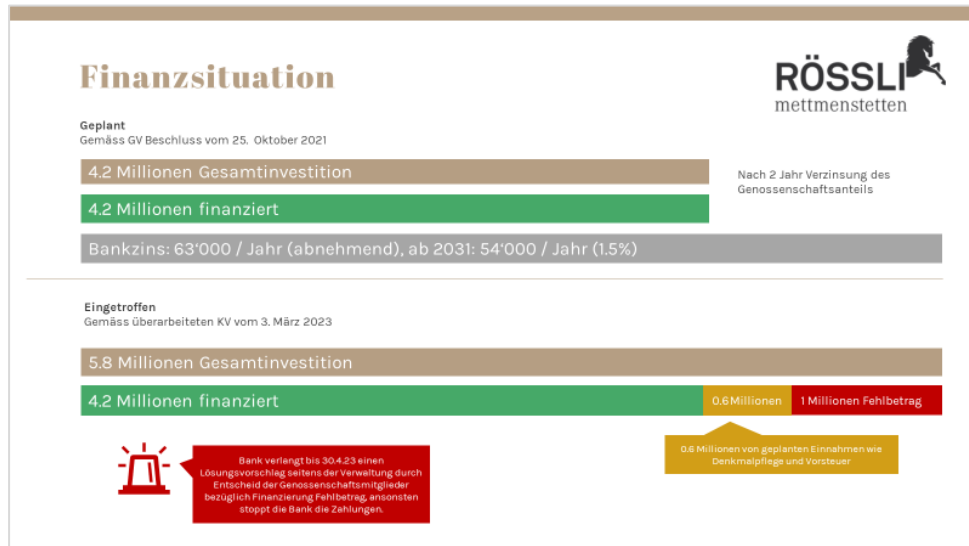 Finanzsituation
RÖSSLI
mettmenstetten
Geplant
Gemäss GV Beschluss vom 25. Oktober 2021
4.2 Millionen Gesamtinvestition
Nach 2 Jahr Verzinsung des
Genossenschaftsanteils
4.2 Millionen finanziert
Bankzins: 63'000 / Jahr (abnehmend), ab 2031: 54'000 / Jahr (1.5%)
Eingetroffen
Gemäss überarbeiteten KV vom 3. März 2023
5.8 Millionen Gesamtinvestition
4.2 Millionen finanziert
0.6 Millionen
1 Millionen Fehlbetrag
0.6 Millionen von geplanten Einnahmen wie
Denkmalpflege und Vorsteuer
Bank verlangt bis 30.4.23 einen
Lösungsvorschlag seitens der Verwaltung durch
Entscheid der Genossenschaftsmitglieder
bezüglich Finanzierung Fehlbetrag, ansonsten
stoppt die Bank die Zahlungen.